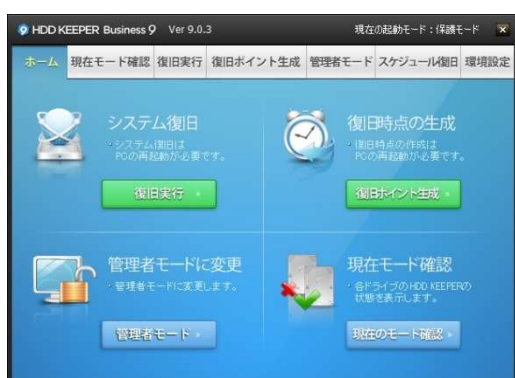 HDD KEEPER Business 9 Ver 9.0.3 現在の起動モード：保護モード
ホーム 現在モード確認 復旧実行 復旧ポイント生成 管理者モード スケジュール復旧 環境設定
システム復旧
・システム復旧は
PCの再起動が必要です。
復旧実行
復旧時点の生成
・復旧時点の作成は
PCの再起動が必要です。
復旧ポイント生成
管理者モードに変更
・管理者モードに変更します。
管理者モード
現在モード確認
・各ドライブのHDD KEEPERの
状態を表示します。
現在のモード確認